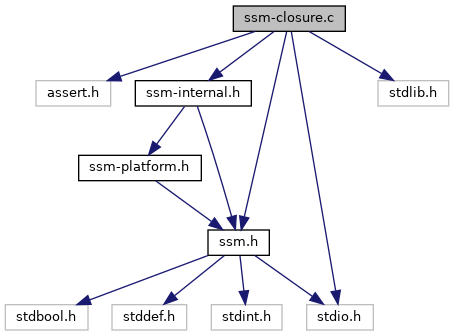 ssm-closure.c
assert.h
ssm-internal.h
stdlib.h
ssm-platform.h
ssm.h
stdbool.h
stddef.h
stdint.h
stdio.h